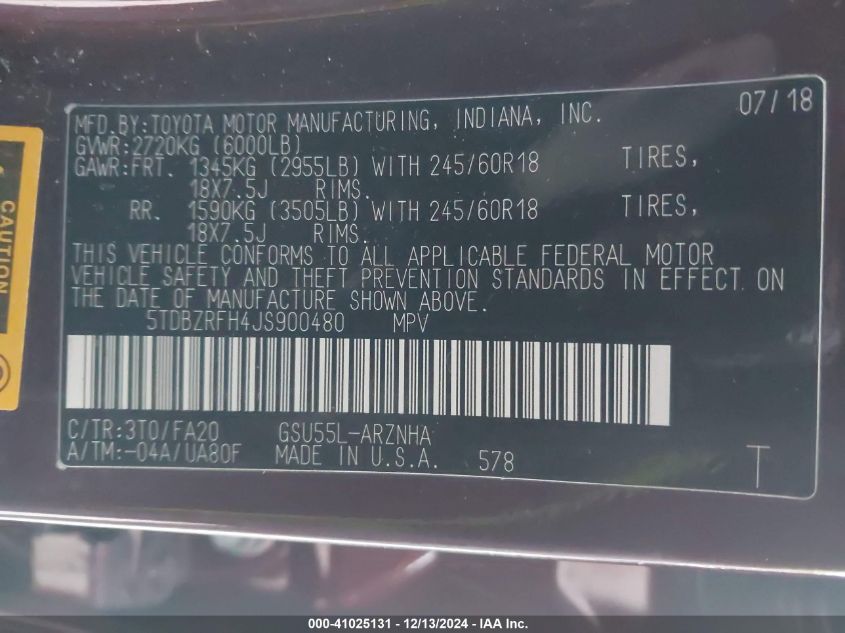 07/18
MFD.BY:TOYOTA MOTOR MANUFACTURING, INDIANA, INC.
GVWR:2720KG (6000LB)
GAWR:FRT. 1345KG (2955LB) WITH 245/60R18 TIRES,
18X7.5J RIMS.
RR. 1590KG (3505LB) WITH 245/60R18 TIRES,
18X7.5J RIMS.
THIS VEHICLE CONFORMS TO ALL APPLICABLE FEDERAL MOTOR
VEHICLE SAFETY AND THEFT PREVENTION STANDARDS IN EFFECT ON
THE DATE OF MANUFACTURE SHOWN ABOVE.
5TDBZRFH4JS900480 MPV
C/TR:3T0/FA20 GSU55L-ARZNHA
A/TM:-04A/UA80F MADE IN U.S.A. 578
T
CAUTION
000-41025131 - 12/13/2024 - IAA Inc.